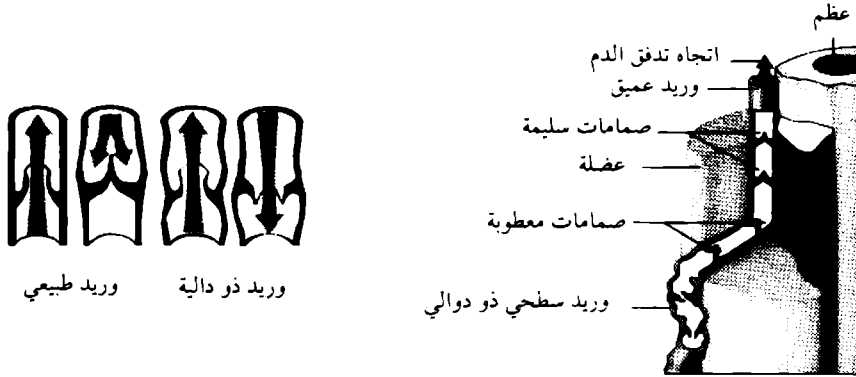 عظم
اتجاه تدفق الدم
وريد عميق
صمامات سليمة
عضلة
صمامات معطوبة
وريد سطحي ذو دوالي
وريد ذو دالية
وريد طبيعي